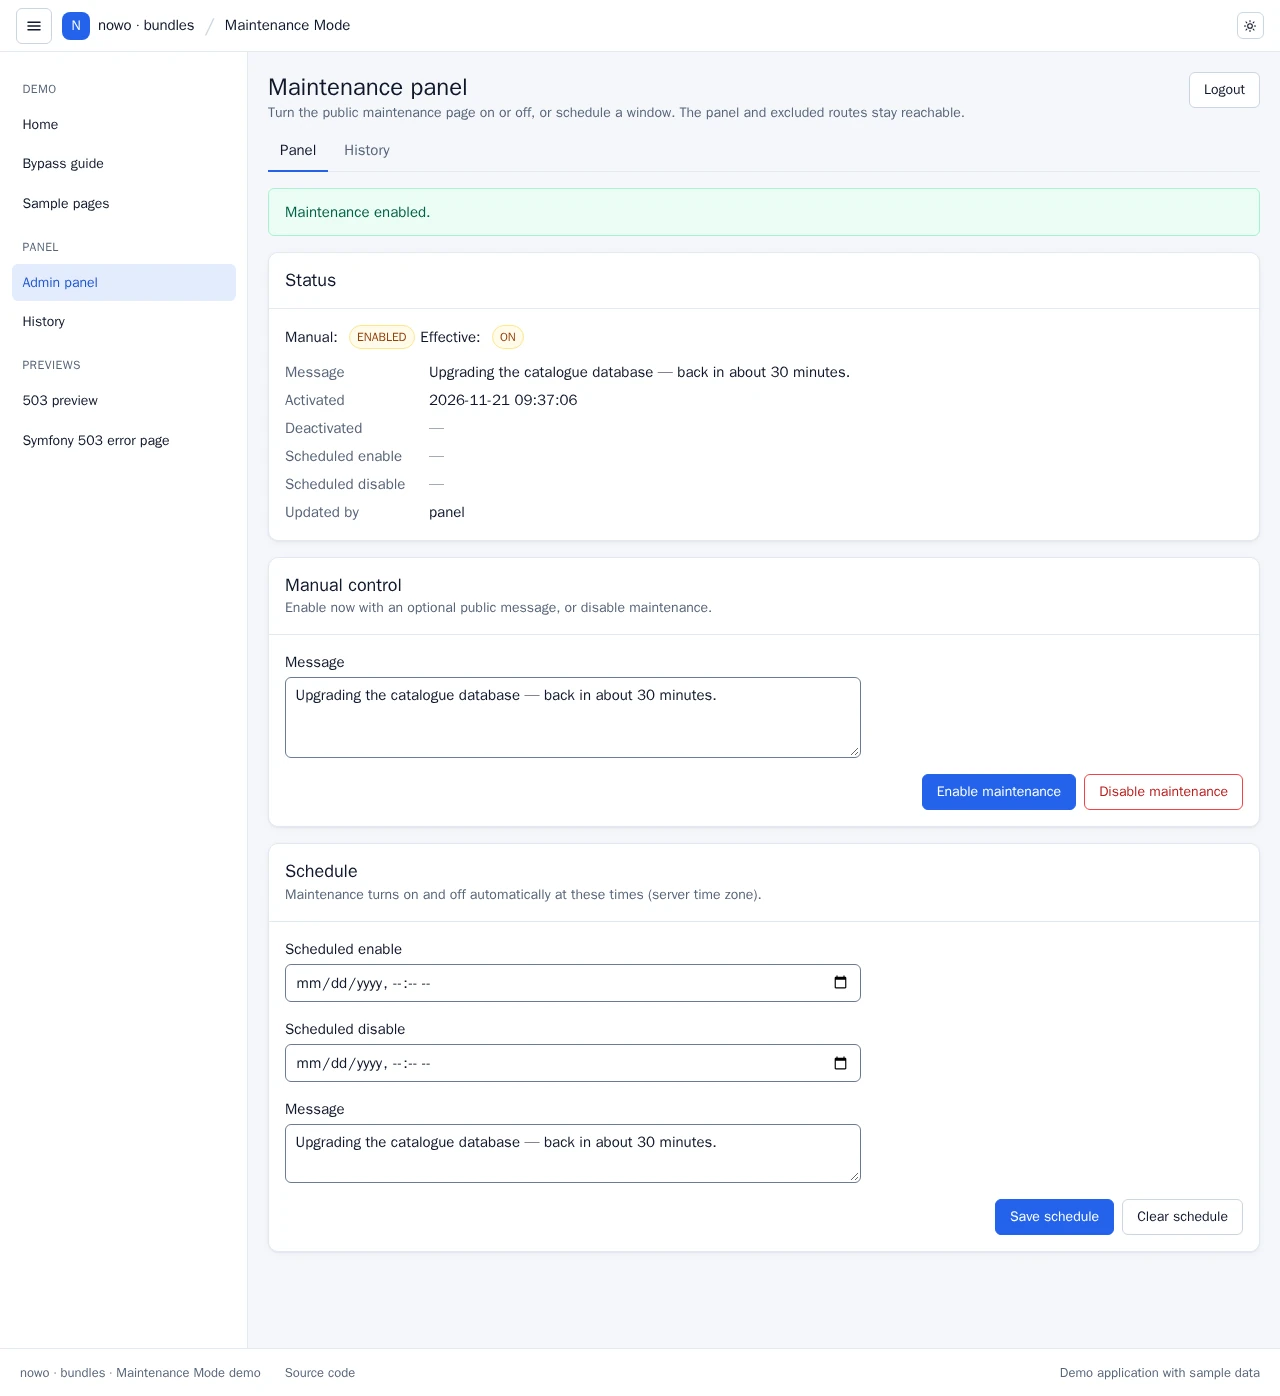 N nowo · bundles / Maintenance Mode
DEMO
Home
Bypass guide
Sample pages
PANEL
Admin panel
History
PREVIEWS
503 preview
Symfony 503 error page
Maintenance panel
Logout
Turn the public maintenance page on or off, or schedule a window. The panel and excluded routes stay reachable.
Panel History
Maintenance enabled.
Status
Manual: ENABLED Effective: ON
Message Upgrading the catalogue database — back in about 30 minutes.
Activated 2026-11-21 09:37:06
Deactivated —
Scheduled enable —
Scheduled disable —
Updated by panel
Manual control
Enable now with an optional public message, or disable maintenance.
Message
Upgrading the catalogue database — back in about 30 minutes.
Enable maintenance Disable maintenance
Schedule
Maintenance turns on and off automatically at these times (server time zone).
Scheduled enable
mm/dd/yyyy, --:-- --
Scheduled disable
mm/dd/yyyy, --:-- --
Message
Upgrading the catalogue database — back in about 30 minutes.
Save schedule Clear schedule
nowo · bundles · Maintenance Mode demo Source code Demo application with sample data